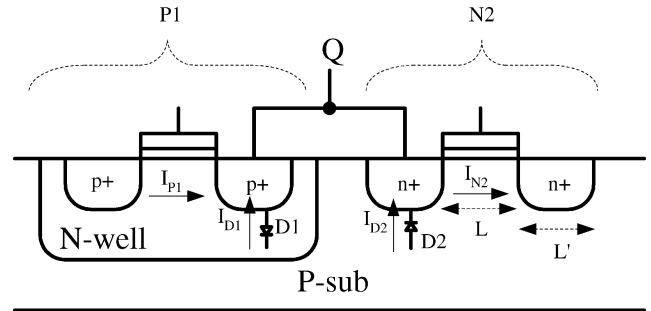 P1 N2
Q
p+ I_P1 p+ n+ I_N2 n+
I_D1 D1 I_D2 D2 L L'
N-well
P-sub